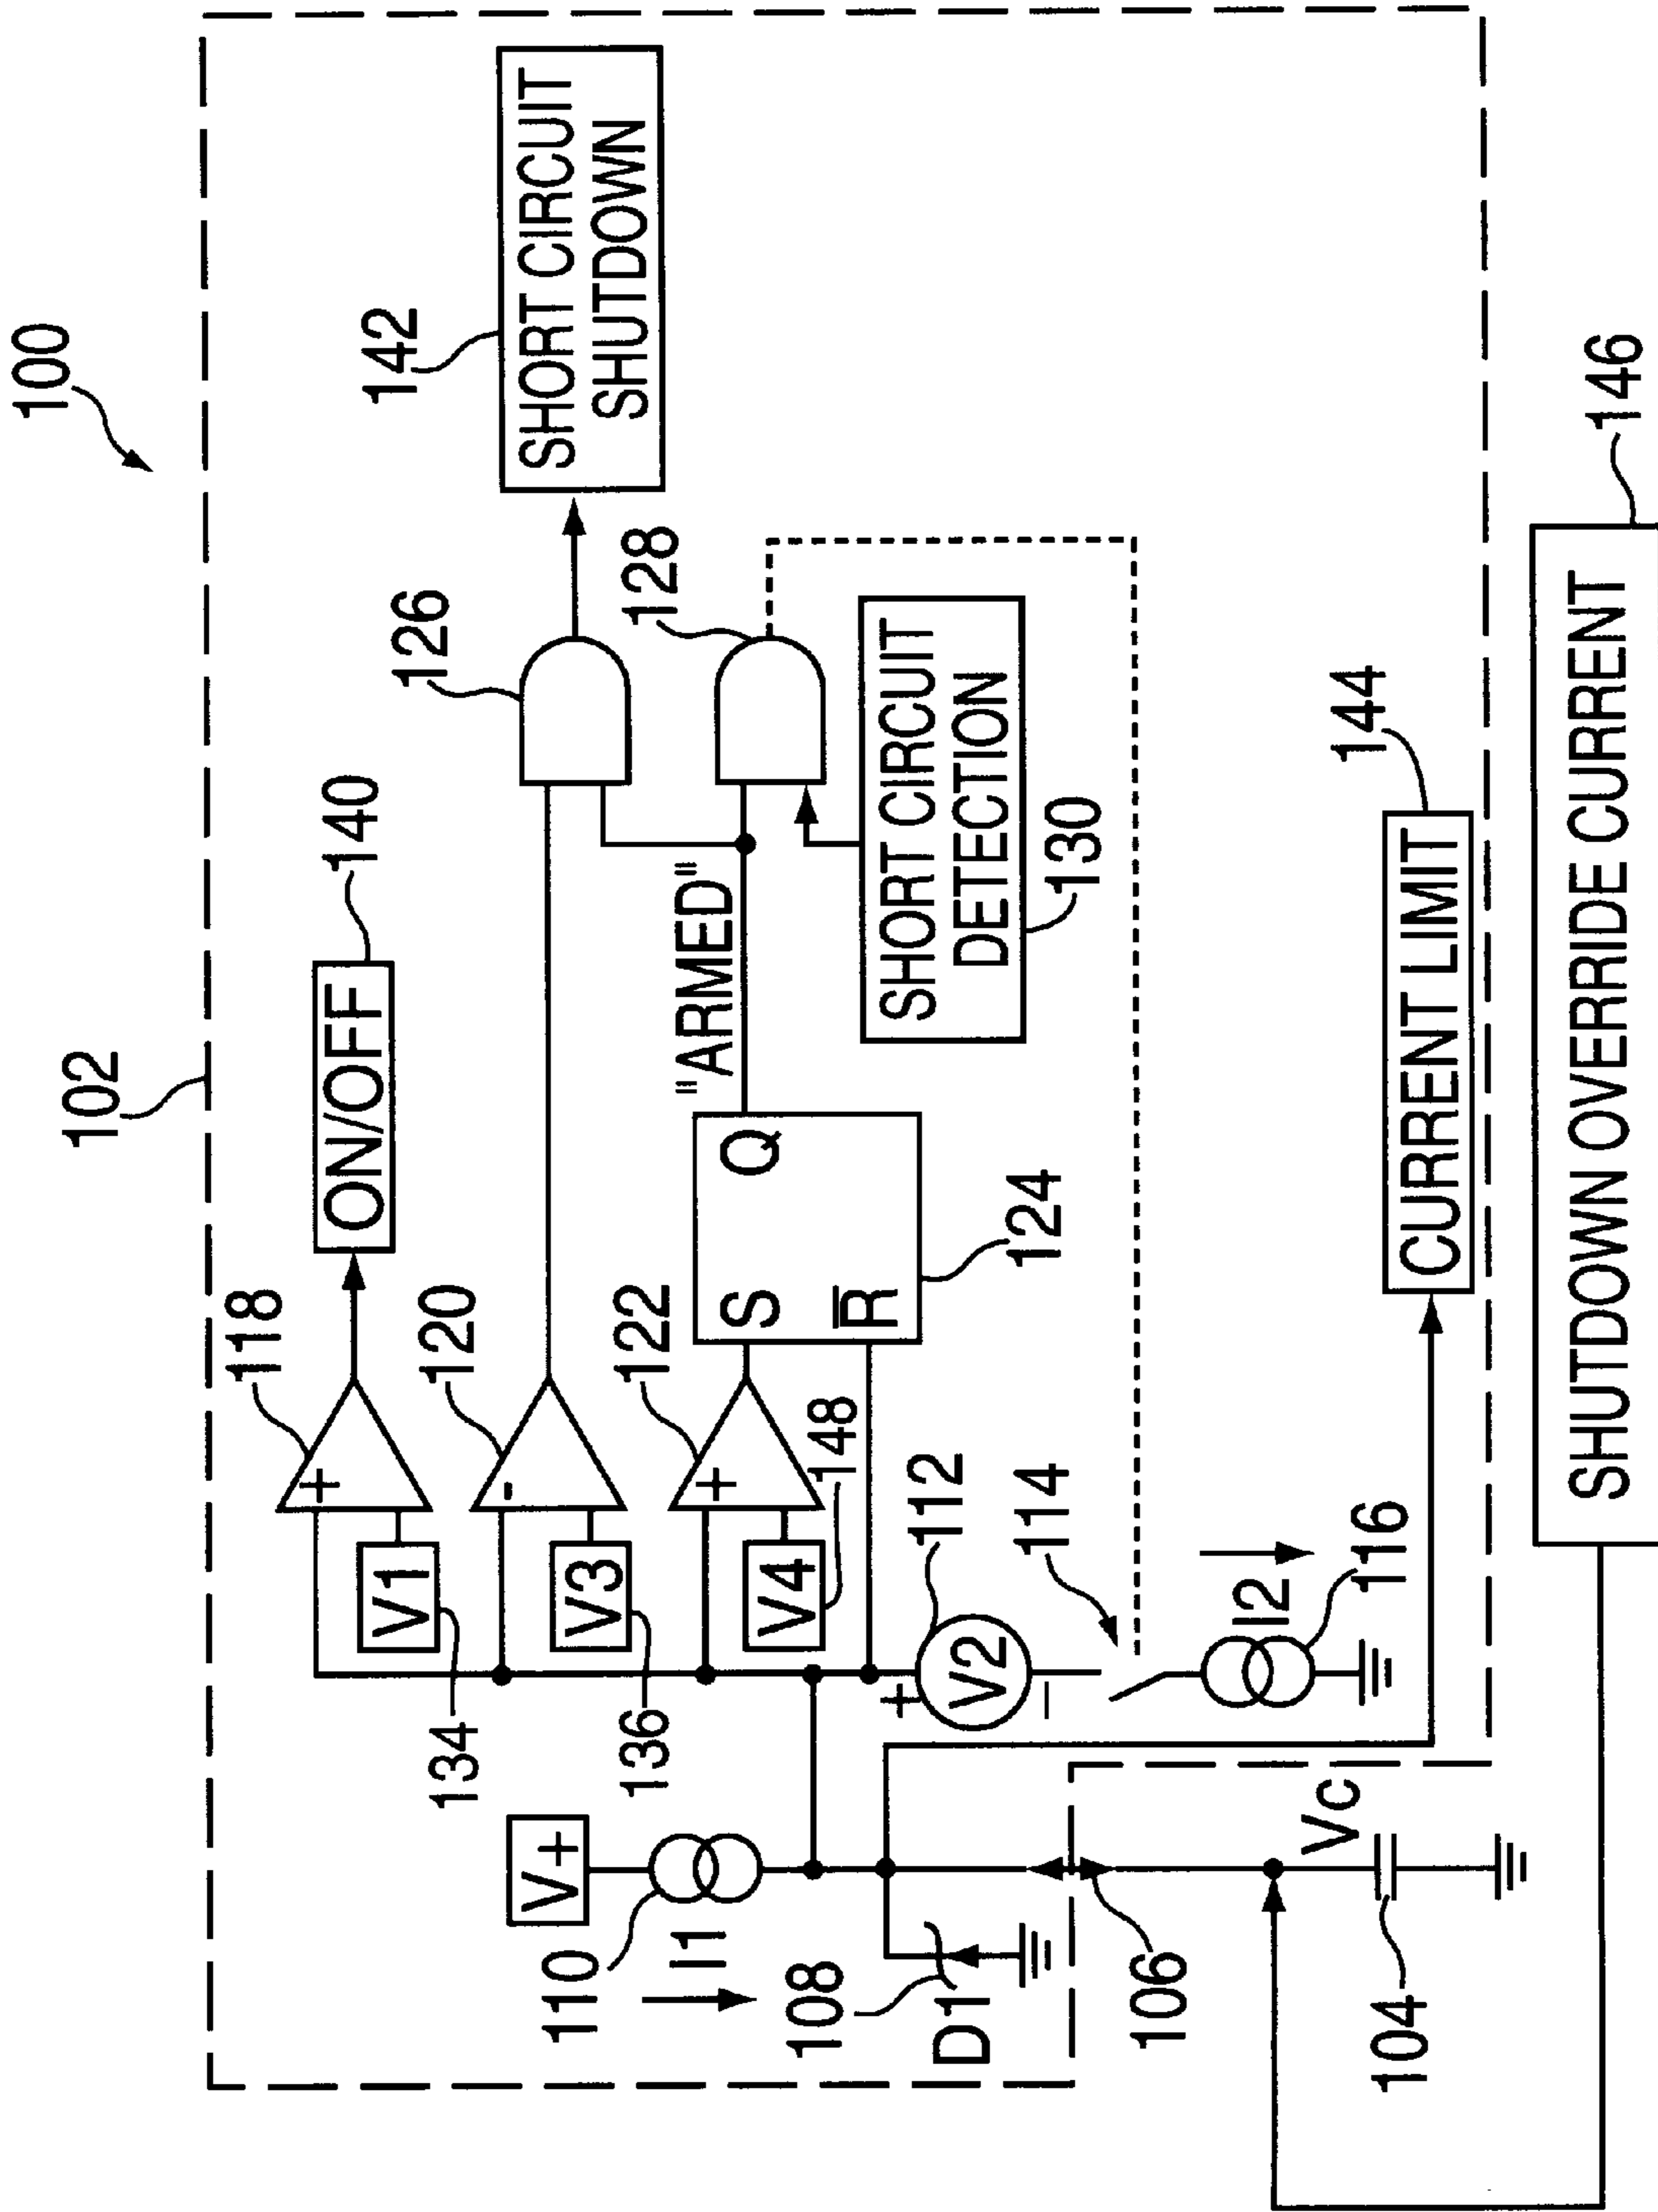 100
102
118
ON/OFF
140
+
V1
134
120
-
V3
136
126
142
SHORT CIRCUIT
SHUTDOWN
122
+
V4
148
S
Q
R̅
124
"ARMED"
128
SHORT CIRCUIT
DETECTION
130
V+
110
I1
108
D1
106
+
V2
−
112
114
I2
116
Vc
104
CURRENT LIMIT
144
SHUTDOWN OVERRIDE CURRENT
146